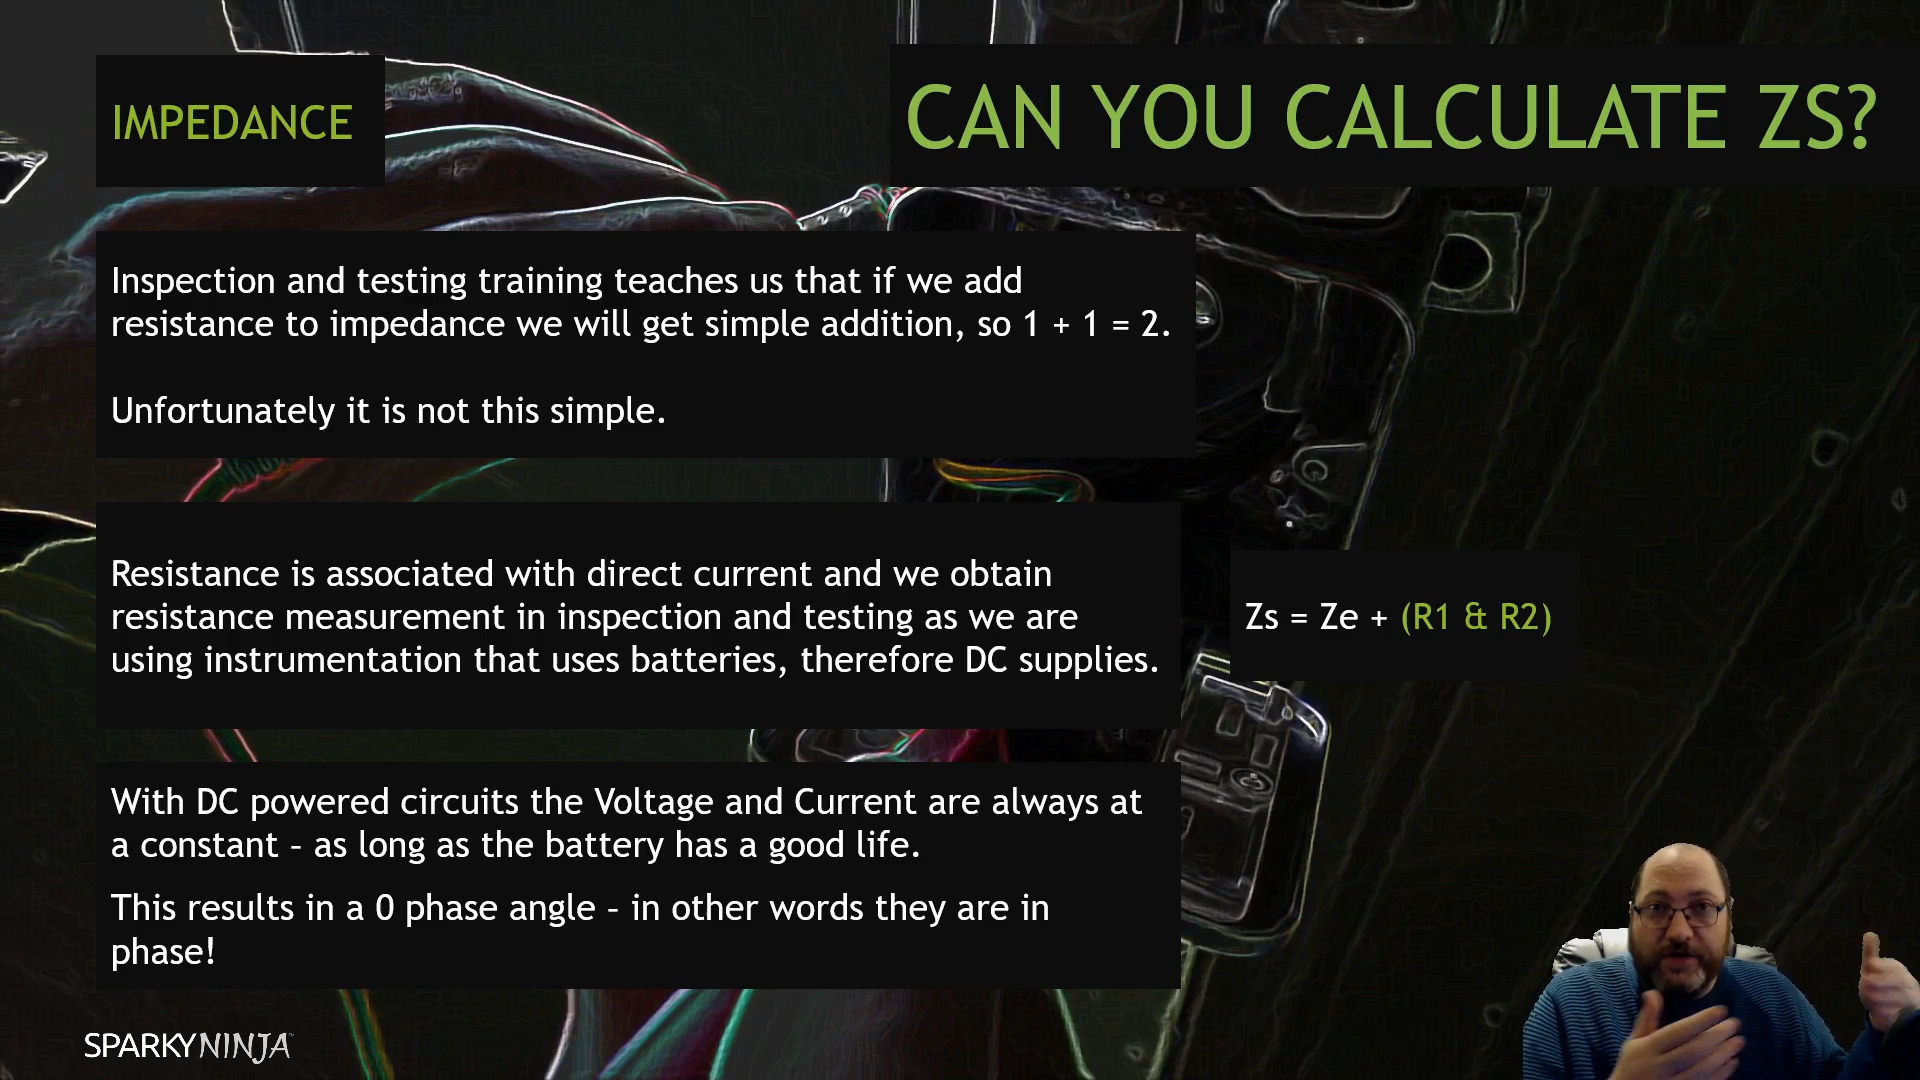 IMPEDANCE
CAN YOU CALCULATE ZS?
Inspection and testing training teaches us that if we add
resistance to impedance we will get simple addition, so 1 + 1 = 2.
Unfortunately it is not this simple.
Resistance is associated with direct current and we obtain
resistance measurement in inspection and testing as we are
using instrumentation that uses batteries, therefore DC supplies.
Zs = Ze + (R1 & R2)
With DC powered circuits the Voltage and Current are always at
a constant – as long as the battery has a good life.
This results in a 0 phase angle – in other words they are in
phase!
SPARKYNINJA